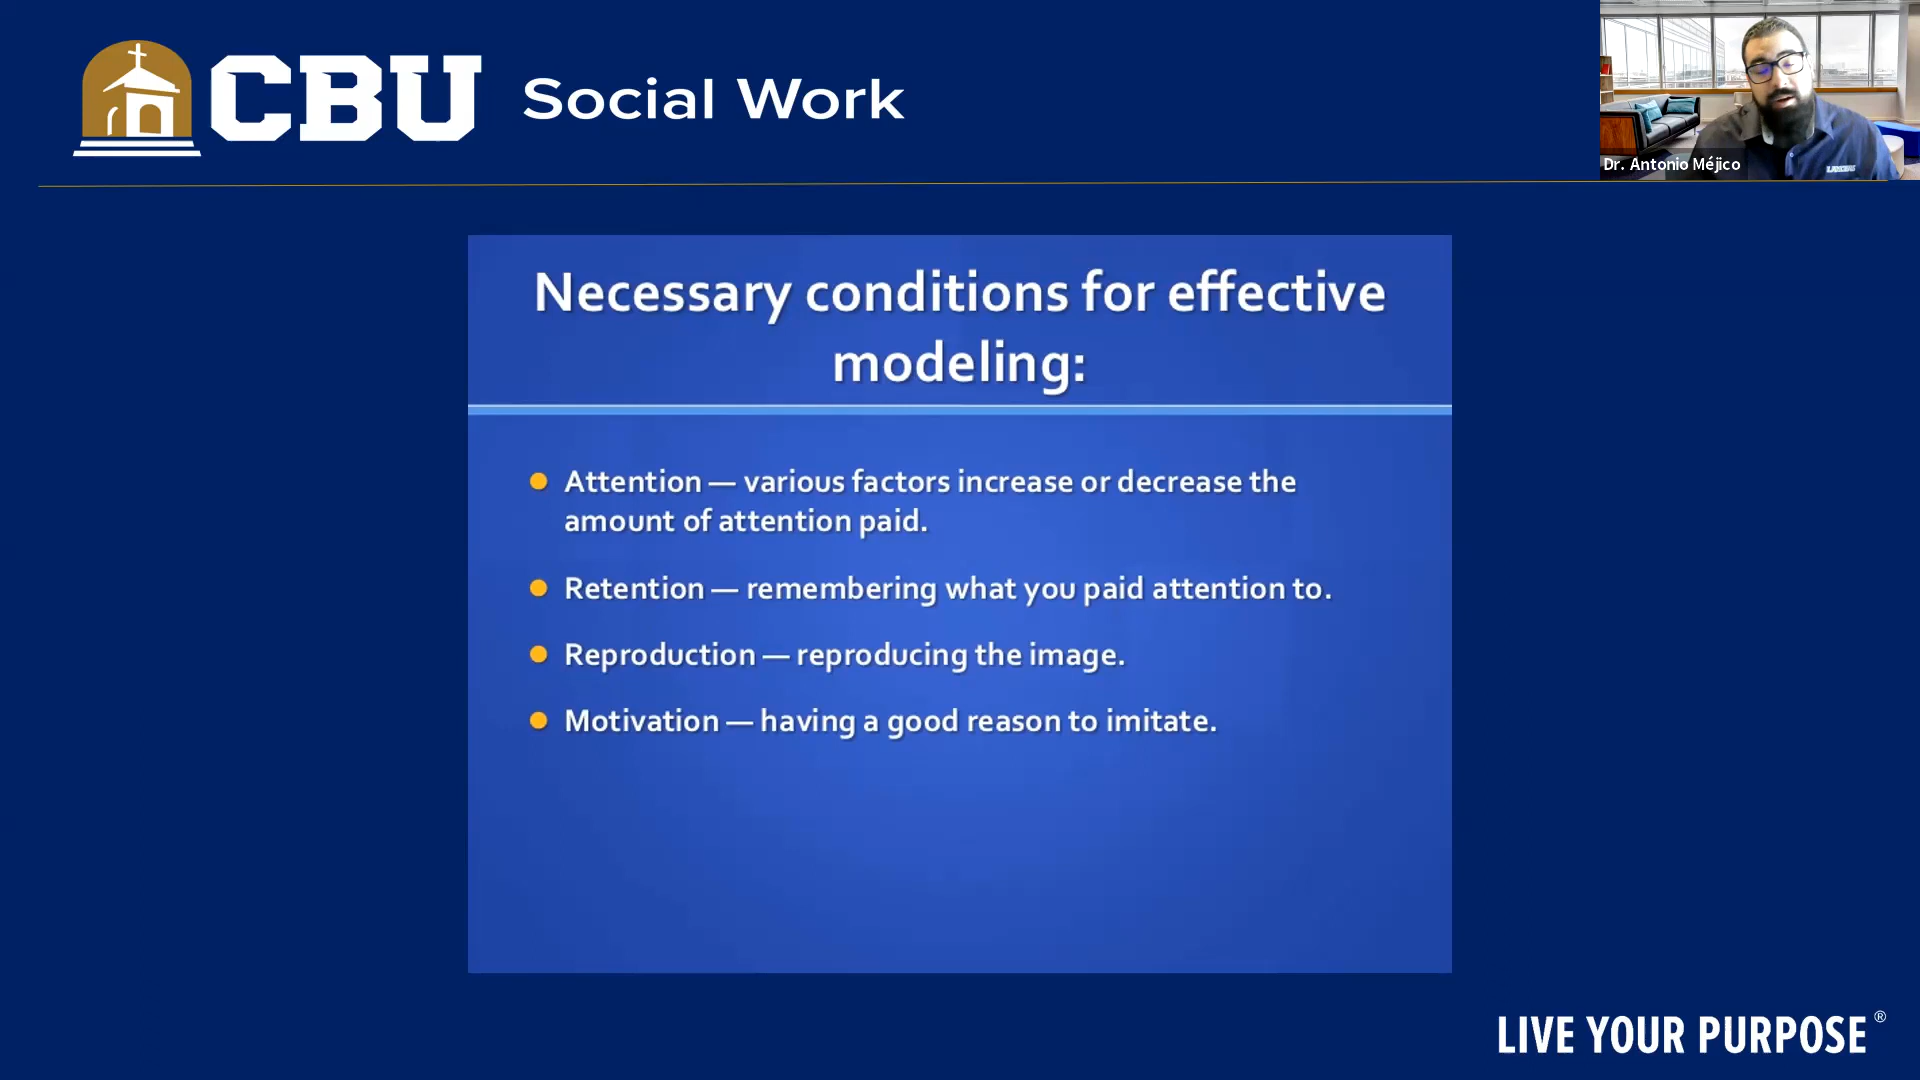 CBU Social Work
Dr. Antonio Méjico
Necessary conditions for effective
modeling:
Attention — various factors increase or decrease the
amount of attention paid.
Retention — remembering what you paid attention to.
Reproduction — reproducing the image.
Motivation — having a good reason to imitate.
LIVE YOUR PURPOSE®